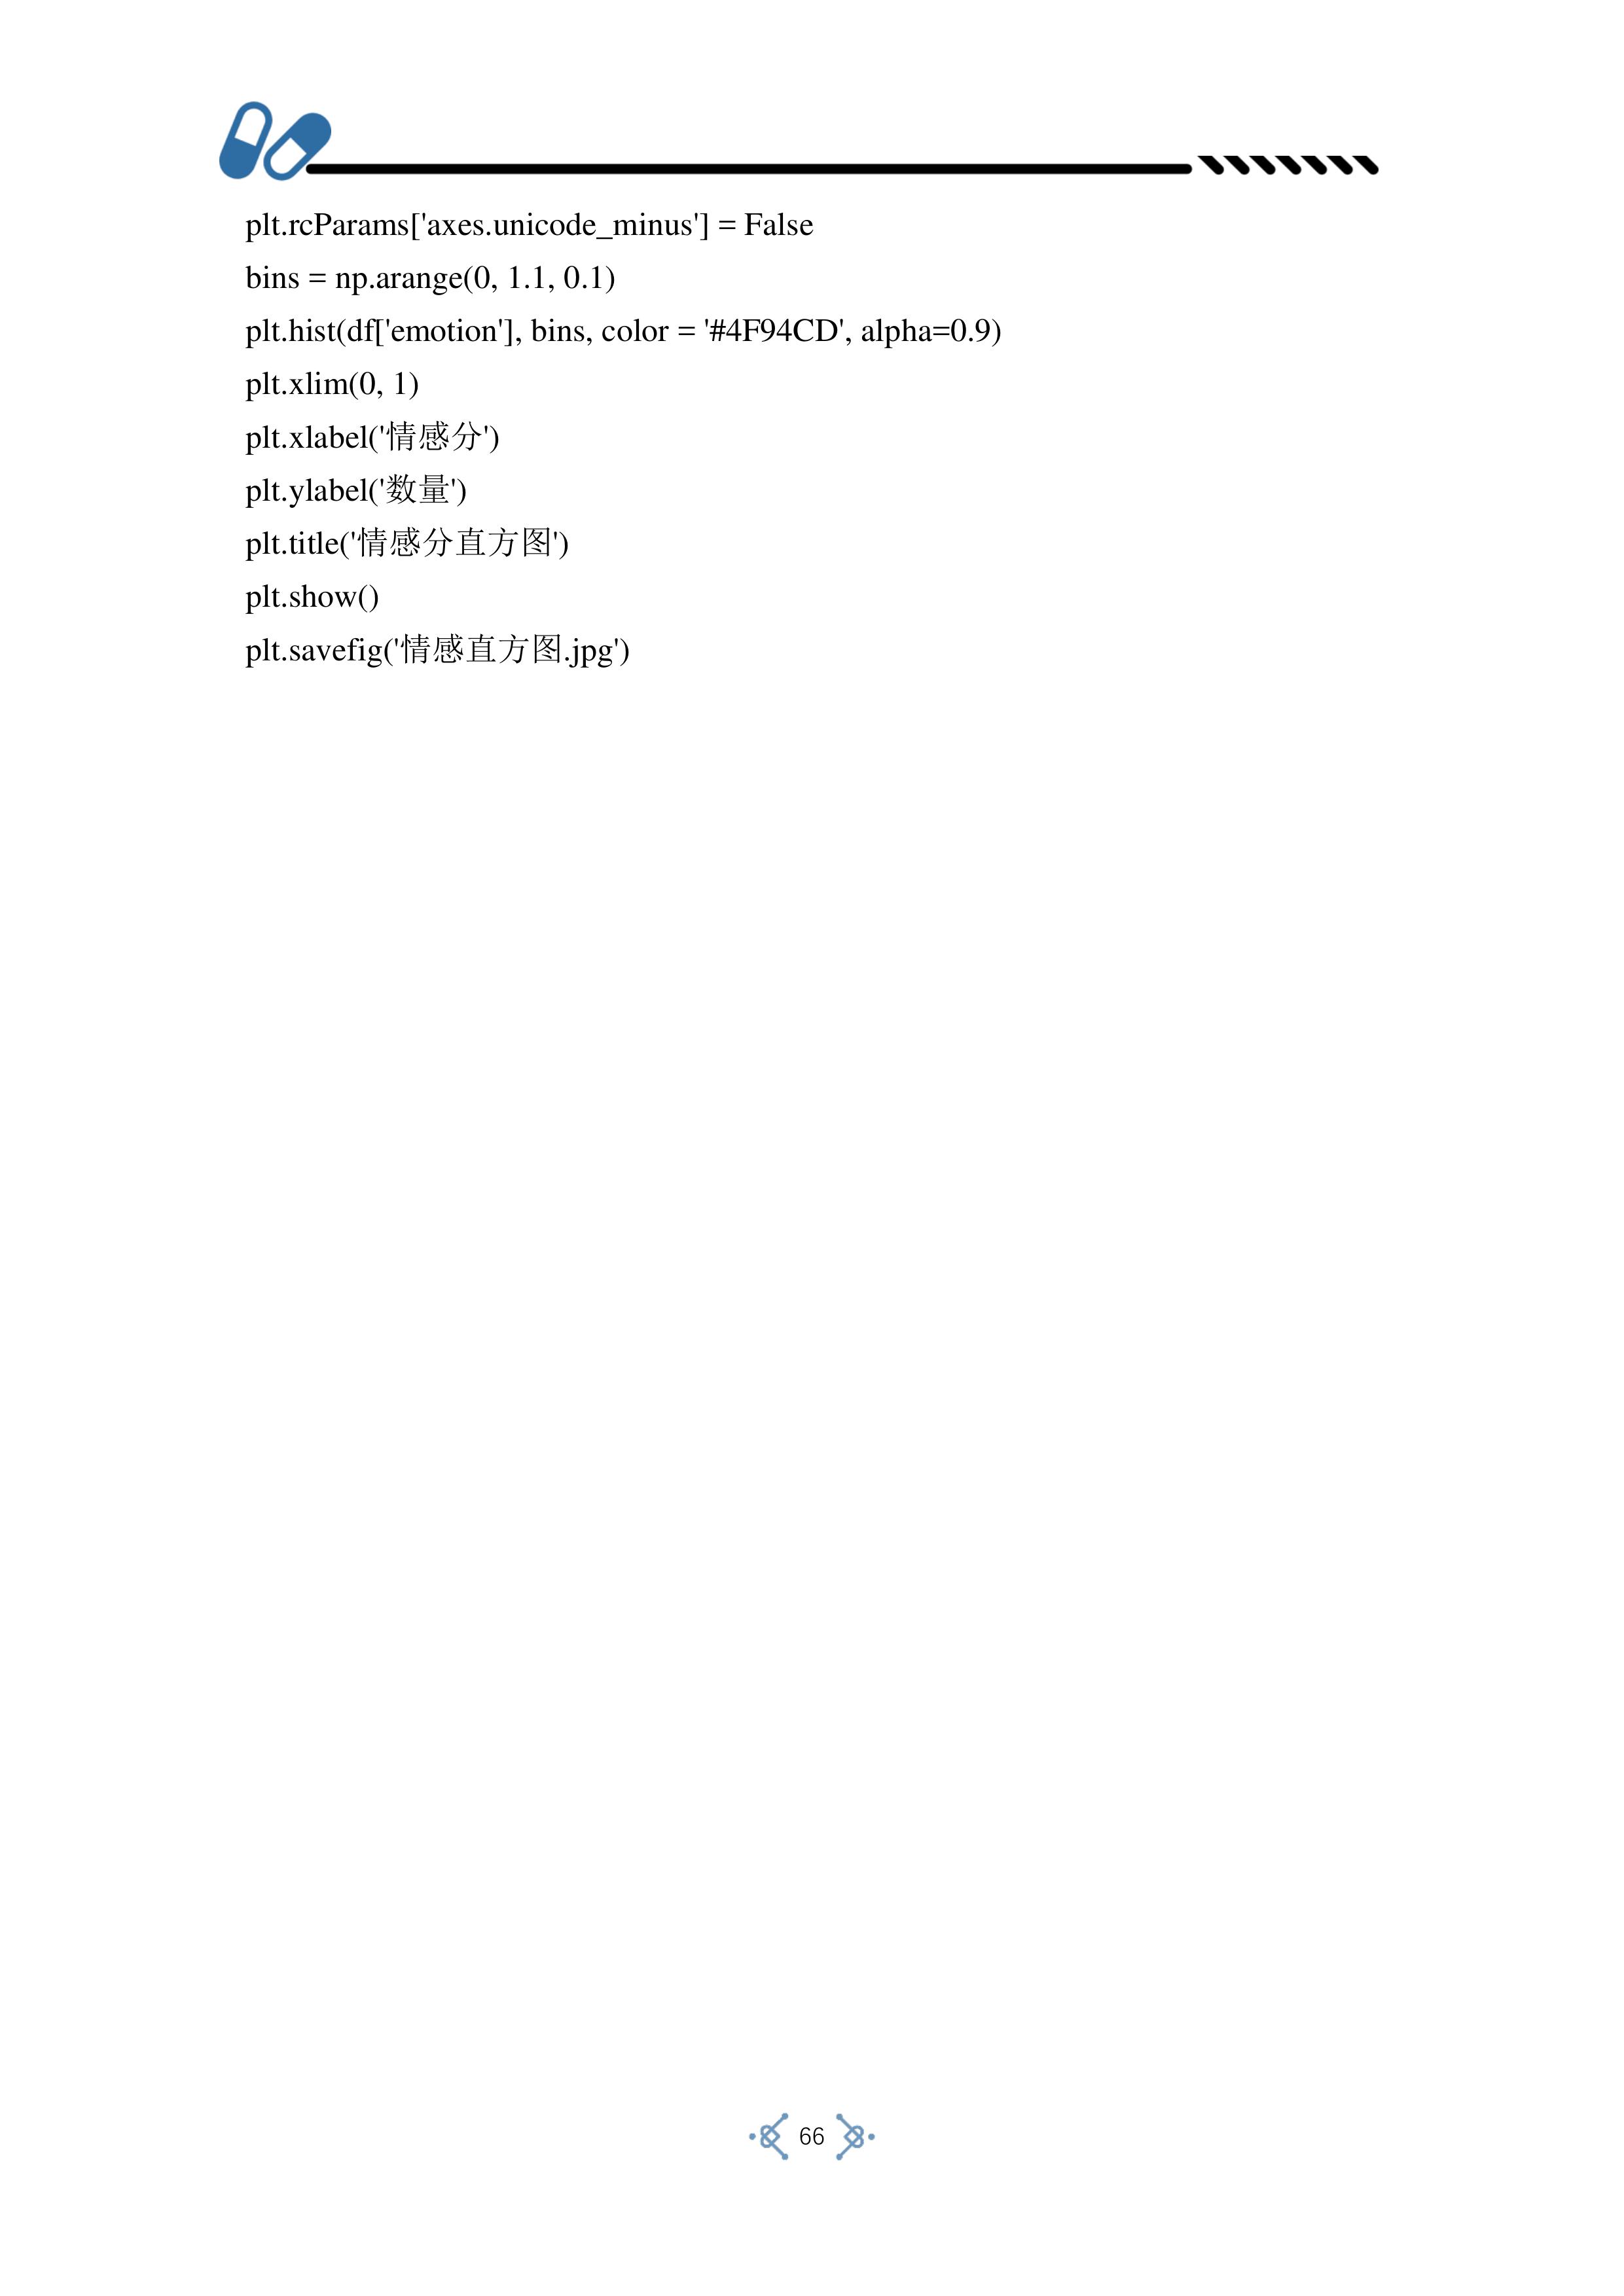 plt.rcParams['axes.unicode_minus'] = False
bins = np.arange(0, 1.1, 0.1)
plt.hist(df['emotion'], bins, color = '#4F94CD', alpha=0.9)
plt.xlim(0, 1)
plt.xlabel('情感分')
plt.ylabel('数量')
plt.title('情感分直方图')
plt.show()
plt.savefig('情感直方图.jpg')
66